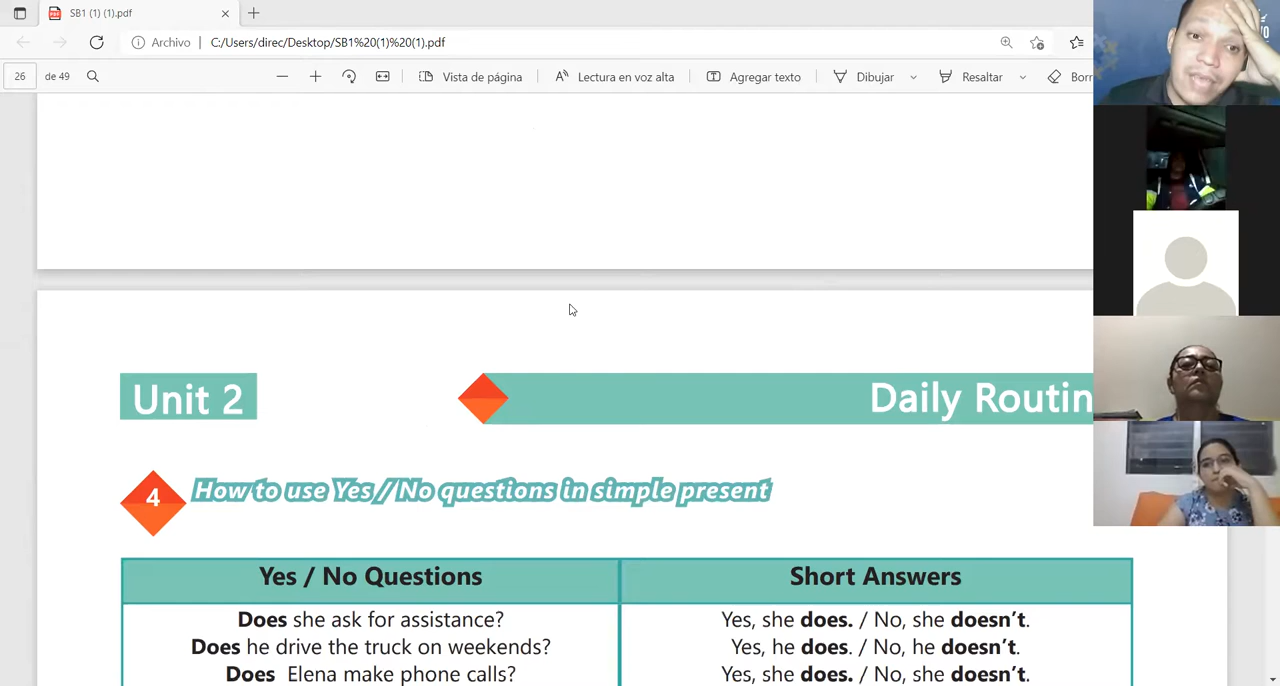 SB1 (1) (1).pdf
Archivo C:/Users/direc/Desktop/SB1%20(1)%20(1).pdf
26 de 49 Vista de página Lectura en voz alta Agregar texto Dibujar Resaltar Borr
Unit 2 Daily Routin
4 How to use Yes / No questions in simple present
Yes / No Questions Short Answers
Does she ask for assistance? Yes, she does. / No, she doesn't.
Does he drive the truck on weekends? Yes, he does. / No, he doesn't.
Does Elena make phone calls? Yes, she does. / No, she doesn't.